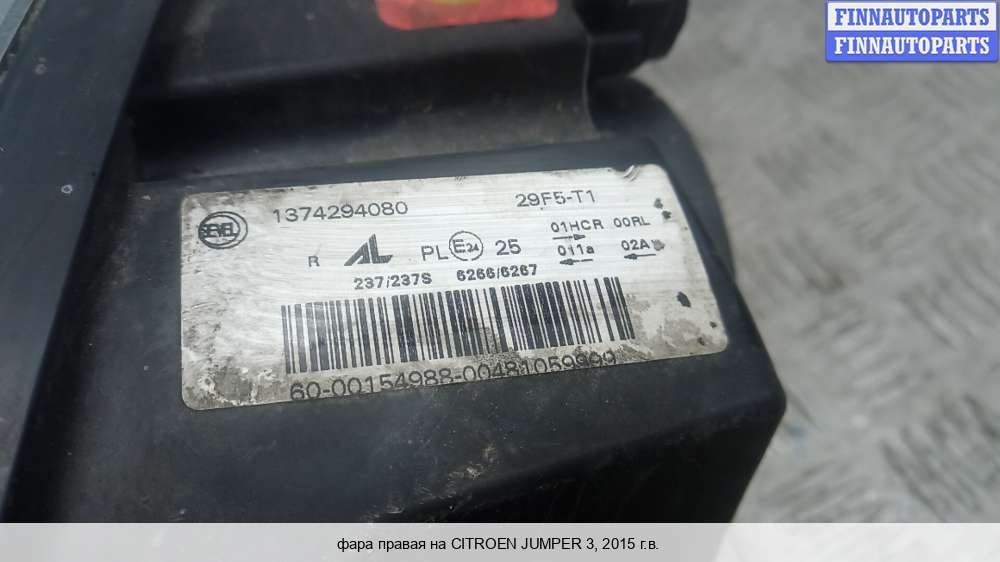 FINNAUTOPARTS
FINNAUTOPARTS
SEVEL
1374294080
29F5-T1
R AL PL E24 25
01HCR 00RL
011a 02A
237/237S 6266/6267
60-00154988-00481059999
фара правая на CITROEN JUMPER 3, 2015 г.в.